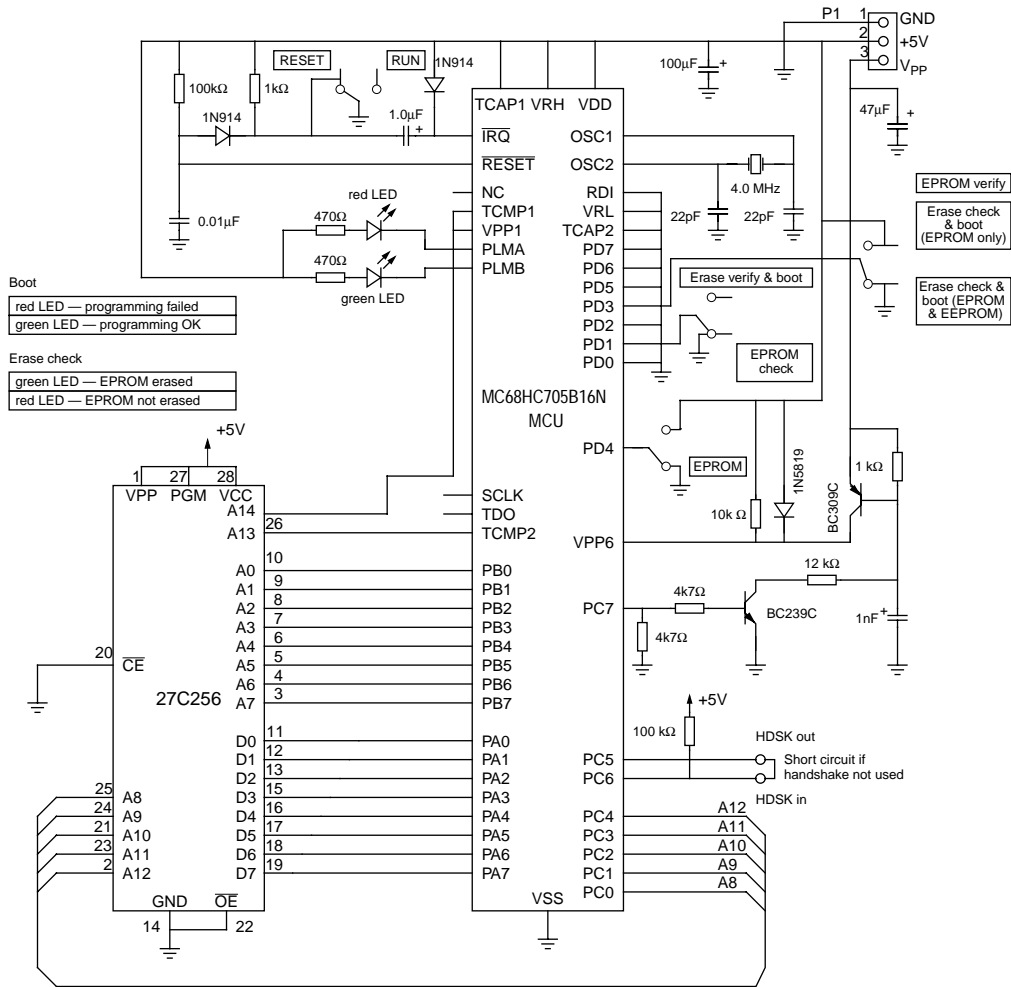 P1
1
GND
2
+5V
3
VPP
RESET
RUN
1N914
100µF
+
100kΩ
1kΩ
1N914
1.0µF
+
47µF
+
TCAP1 VRH VDD
IRQ
RESET
NC
TCMP1
VPP1
PLMA
PLMB
OSC1
OSC2
RDI
VRL
TCAP2
PD7
PD6
PD5
PD3
PD2
PD1
PD0
4.0 MHz
22pF
22pF
0.01µF
red LED
470Ω
470Ω
green LED
EPROM verify
Erase check
& boot
(EPROM only)
Erase check &
boot (EPROM
& EEPROM)
Erase verify & boot
EPROM
check
Boot
red LED — programming failed
green LED — programming OK
Erase check
green LED — EPROM erased
red LED — EPROM not erased
MC68HC705B16N
MCU
PD4
EPROM
10k Ω
1N5819
BC309C
1 kΩ
VPP6
12 kΩ
PC7
4k7Ω
4k7Ω
BC239C
1nF
+
+5V
1
27
28
VPP PGM VCC
A14
A13
26
SCLK
TDO
TCMP2
A0
10
PB0
A1
9
PB1
A2
8
PB2
A3
7
PB3
A4
6
PB4
A5
5
PB5
A6
4
PB6
A7
3
PB7
20
CE
27C256
D0
11
PA0
D1
12
PA1
D2
13
PA2
D3
15
PA3
D4
16
PA4
D5
17
PA5
D6
18
PA6
D7
19
PA7
25
A8
24
A9
21
A10
23
A11
2
A12
GND
OE
14
22
VSS
+5V
100 kΩ
PC5
PC6
HDSK out
Short circuit if
handshake not used
HDSK in
PC4
A12
PC3
A11
PC2
A10
PC1
A9
PC0
A8